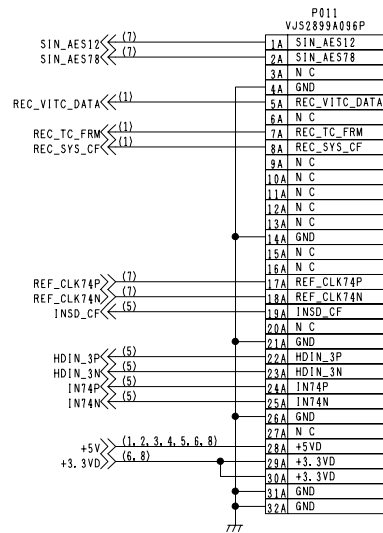 P011
VJS2899A096P
SIN_AES12 (7) 1A SIN_AES12
SIN_AES78 (7) 2A SIN_AES78
3A N C
4A GND
REC_VITC_DATA (1) 5A REC_VITC_DATA
6A N C
REC_TC_FRM (1) 7A REC_TC_FRM
REC_SYS_CF (1) 8A REC_SYS_CF
9A N C
10A N C
11A N C
12A N C
13A N C
14A GND
15A N C
16A N C
REF_CLK74P (7) 17A REF_CLK74P
REF_CLK74N (7) 18A REF_CLK74N
INSD_CF (5) 19A INSD_CF
20A N C
21A GND
HDIN_3P (5) 22A HDIN_3P
HDIN_3N (5) 23A HDIN_3N
IN74P (5) 24A IN74P
IN74N (5) 25A IN74N
26A GND
27A N C
+5V (1, 2, 3, 4, 5, 6, 8) 28A +5VD
+3.3VD (6, 8) 29A +3.3VD
30A +3.3VD
31A GND
32A GND